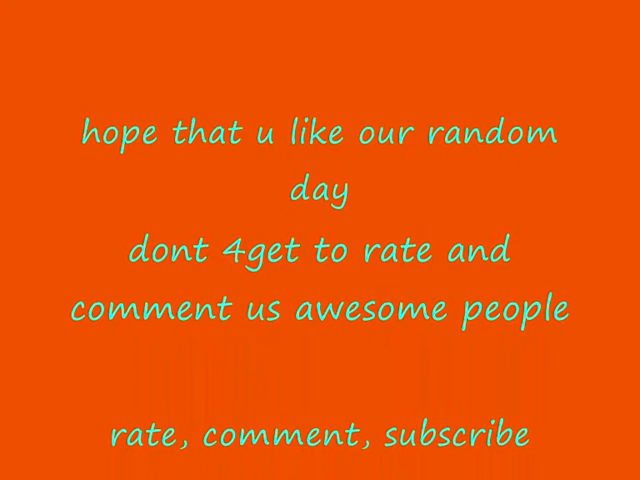 hope that u like our random
day
dont 4get to rate and
comment us awesome people
rate, comment, subscribe